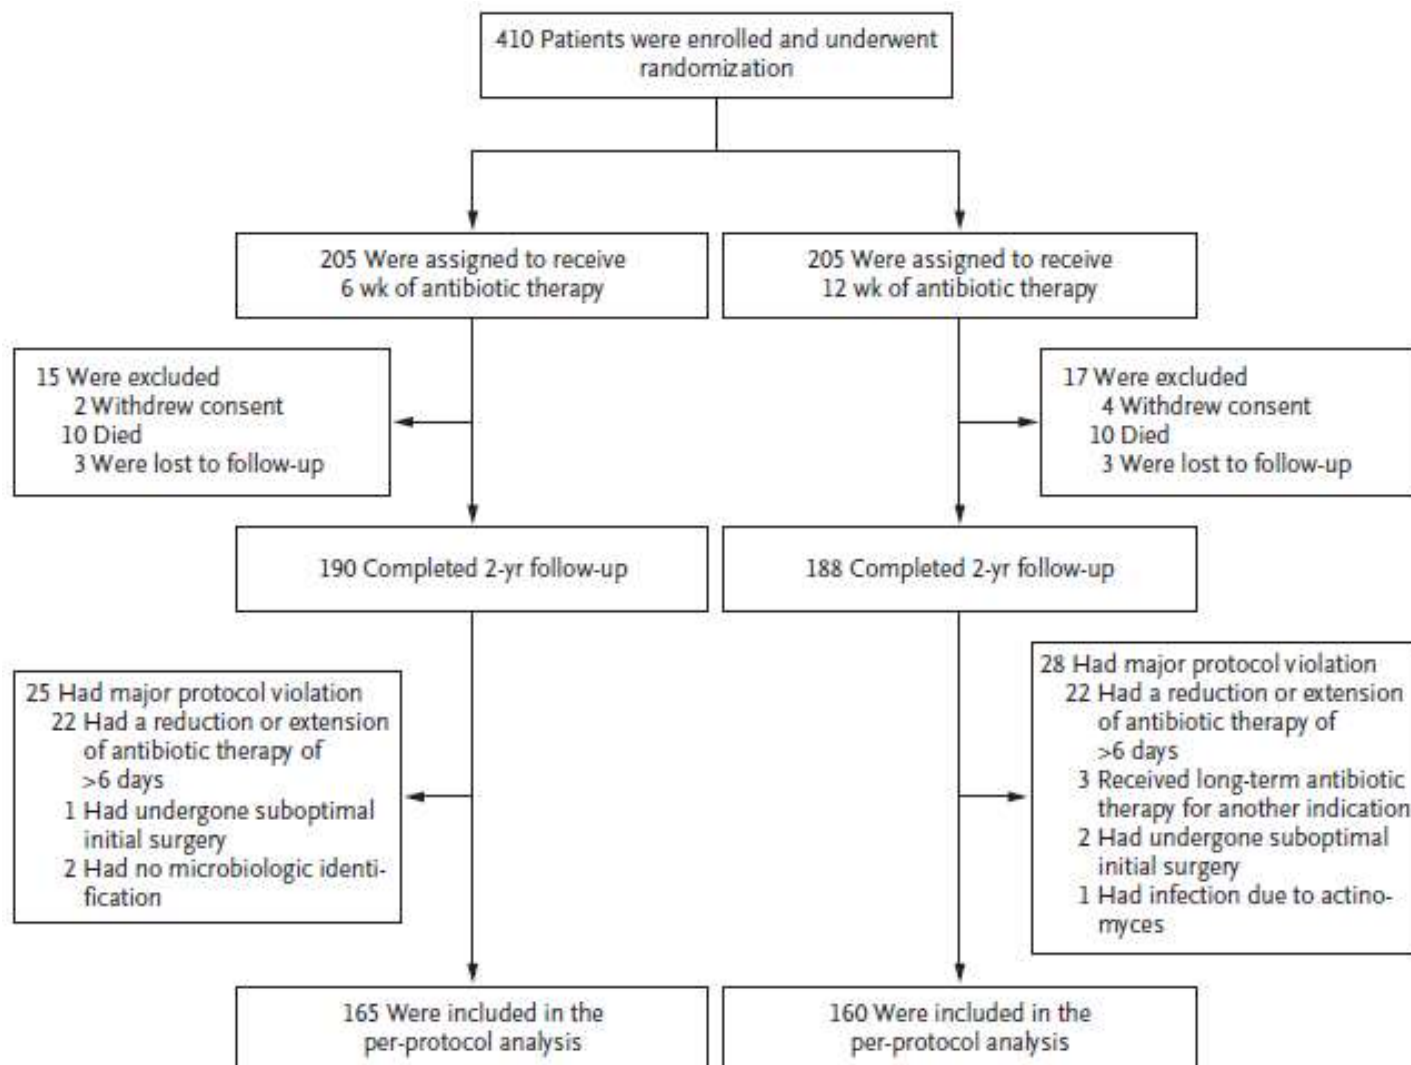 410 Patients were enrolled and underwent
randomization
205 Were assigned to receive
6 wk of antibiotic therapy
205 Were assigned to receive
12 wk of antibiotic therapy
15 Were excluded
2 Withdrew consent
10 Died
3 Were lost to follow-up
17 Were excluded
4 Withdrew consent
10 Died
3 Were lost to follow-up
190 Completed 2-yr follow-up
188 Completed 2-yr follow-up
25 Had major protocol violation
22 Had a reduction or extension
of antibiotic therapy of
>6 days
1 Had undergone suboptimal
initial surgery
2 Had no microbiologic identi-
fication
28 Had major protocol violation
22 Had a reduction or extension
of antibiotic therapy of
>6 days
3 Received long-term antibiotic
therapy for another indication
2 Had undergone suboptimal
initial surgery
1 Had infection due to actino-
myces
165 Were included in the
per-protocol analysis
160 Were included in the
per-protocol analysis